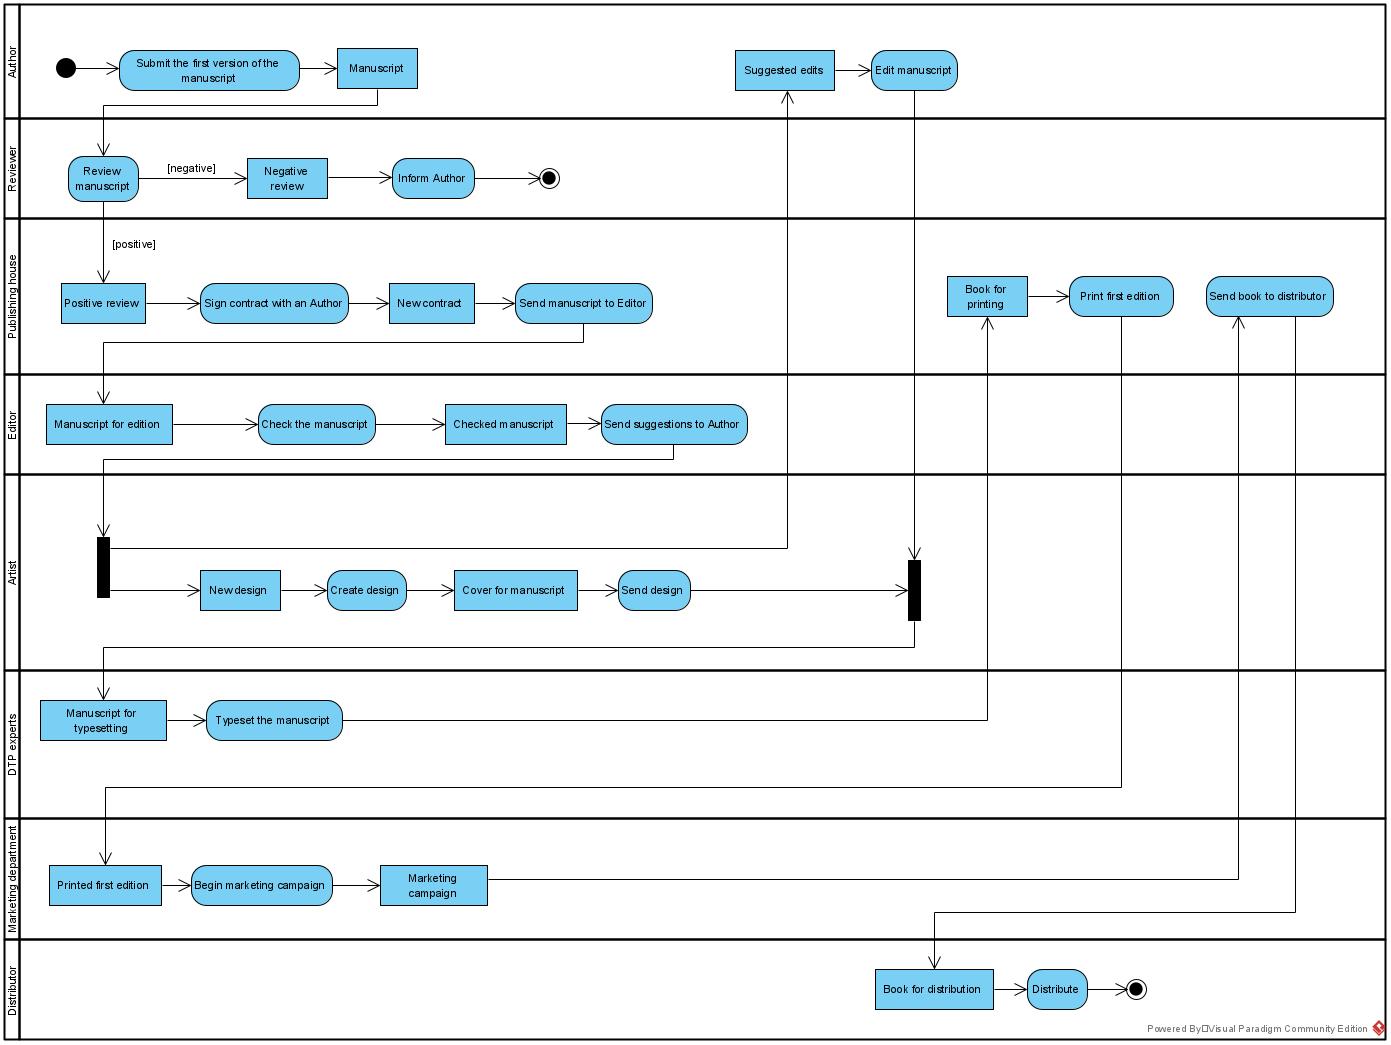 Author
Submit the first version of the
manuscript
Manuscript
Suggested edits
Edit manuscript
Reviewer
Review
manuscript
[negative]
Negative
review
Inform Author
[positive]
Publishing house
Positive review
Sign contract with an Author
New contract
Send manuscript to Editor
Book for
printing
Print first edition
Send book to distributor
Editor
Manuscript for edition
Check the manuscript
Checked manuscript
Send suggestions to Author
Artist
New design
Create design
Cover for manuscript
Send design
DTP experts
Manuscript for
typesetting
Typeset the manuscript
Marketing department
Printed first edition
Begin marketing campaign
Marketing
campaign
Distributor
Book for distribution
Distribute
Powered By Visual Paradigm Community Edition